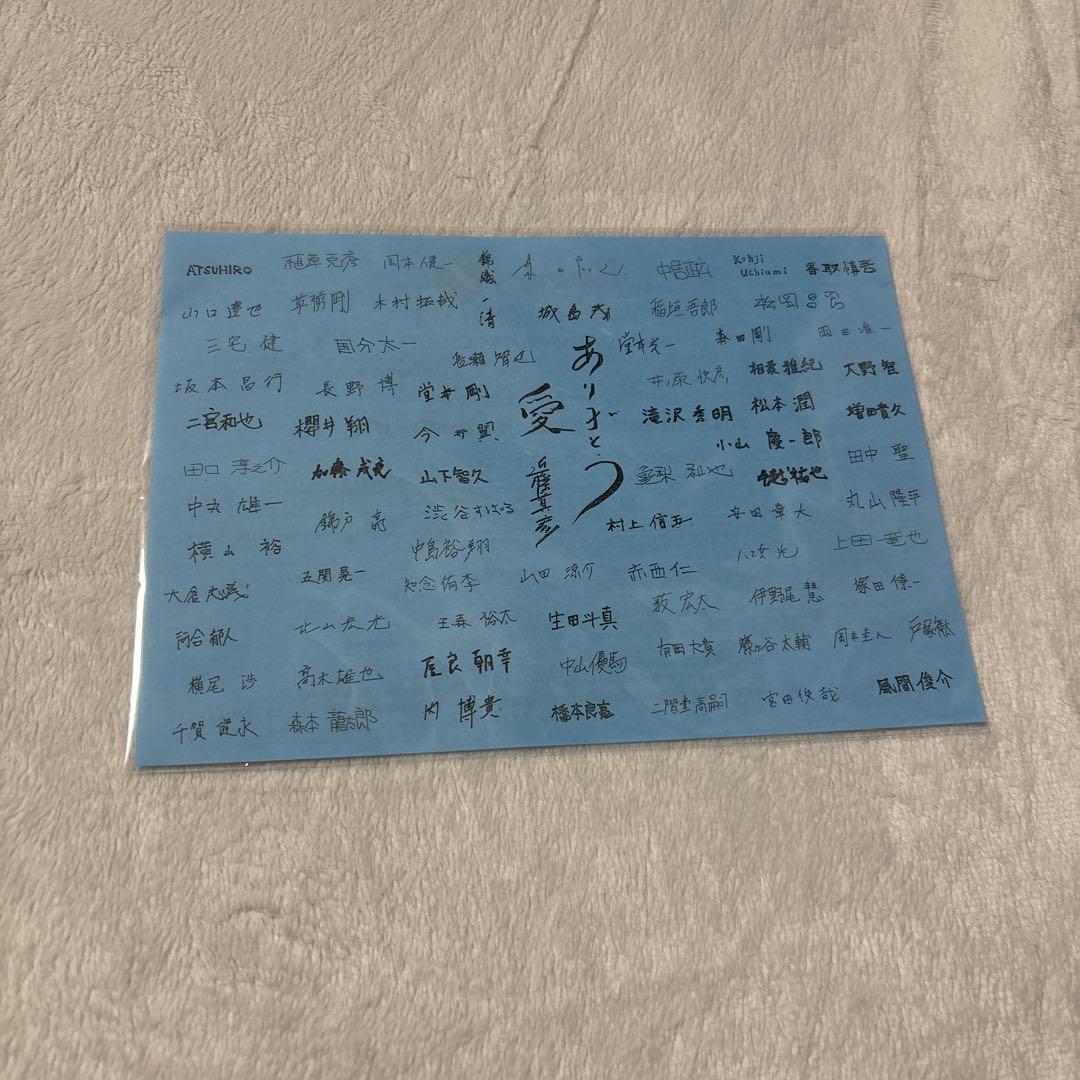 ATSUHIRO 植草克彦 岡本健一 錦織一清 中居正広 Kohji Uchiumi 香取慎吾
山口達也 草彅剛 木村拓哉 城島茂 稲垣吾郎 松岡昌宏
三宅健 国分太一 長瀬智也 堂本光一 森田剛 岡田准一
坂本昌行 長野博 堂本剛 井ノ原快彦 相葉雅紀 大野智
ありがとう
愛
近藤真彦
二宮和也 櫻井翔 今井翼 滝沢秀明 松本潤 増田貴久
小山慶一郎
田口淳之介 加藤成亮 山下智久 亀梨和也 手越祐也 田中聖
中丸雄一 錦戸亮 渋谷すばる 村上信五 安田章大 丸山隆平
横山裕 中島裕翔 八乙女光 上田竜也
大倉忠義 五関晃一 知念侑李 山田涼介 赤西仁 薮宏太 伊野尾慧 塚田僚一
河合郁人 北山宏光 玉森裕太 生田斗真 有岡大貴 藤ヶ谷太輔 岡本圭人 戸塚祥太
横尾渉 髙木雄也 屋良朝幸 中山優馬
千賀健永 森本龍太郎 内博貴 橋本良亮 二階堂高嗣 宮田俊哉 風間俊介